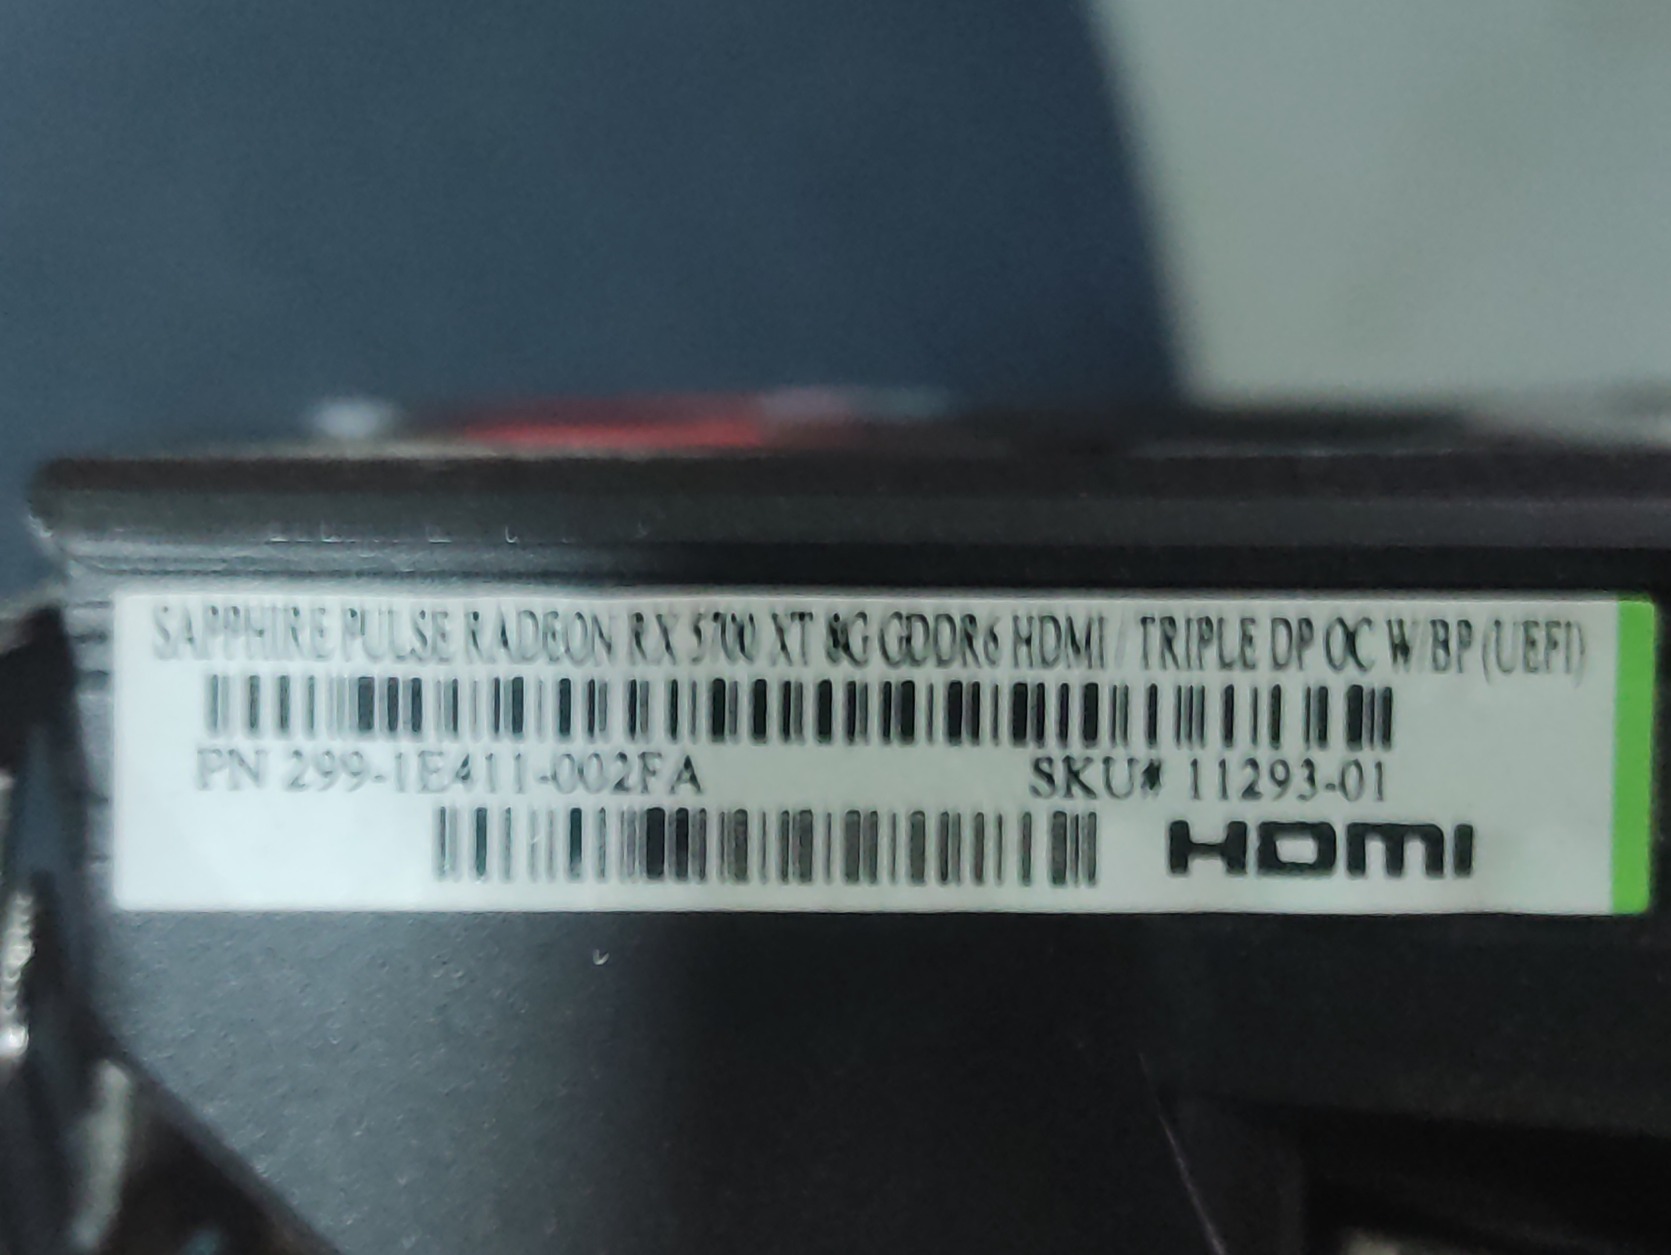 SAPPHIRE PULSE RADEON RX 5700 XT 8G GDDR6 HDMI / TRIPLE DP OC W/BP (UEFI)
PN 299-1E411-002FA SKU# 11293-01
HDMI